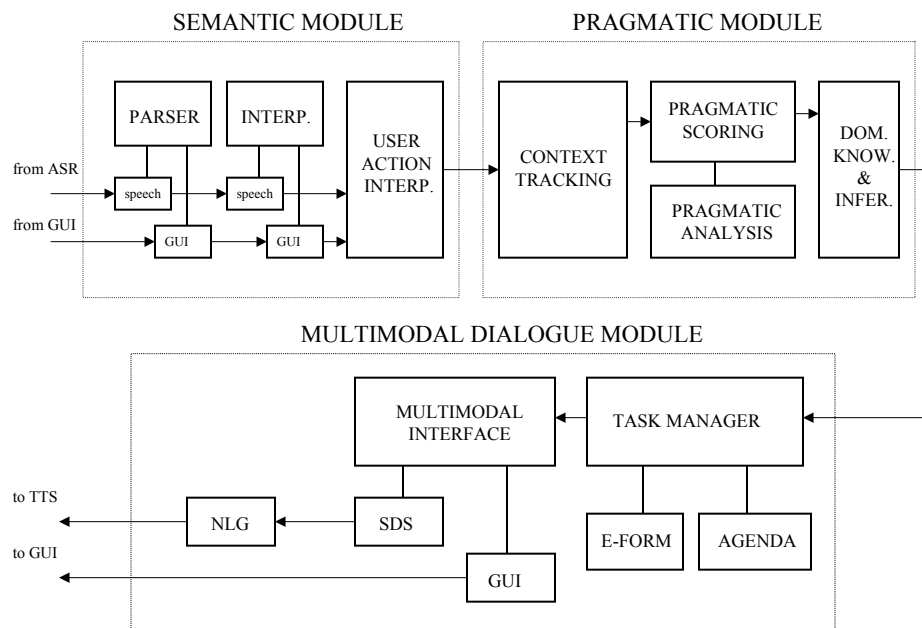 SEMANTIC MODULE
PRAGMATIC MODULE
PARSER
INTERP.
USER
ACTION
INTERP.
from ASR
speech
speech
from GUI
GUI
GUI
CONTEXT
TRACKING
PRAGMATIC
SCORING
PRAGMATIC
ANALYSIS
DOM.
KNOW.
&
INFER.
MULTIMODAL DIALOGUE MODULE
MULTIMODAL
INTERFACE
TASK MANAGER
to TTS
NLG
SDS
E-FORM
AGENDA
to GUI
GUI